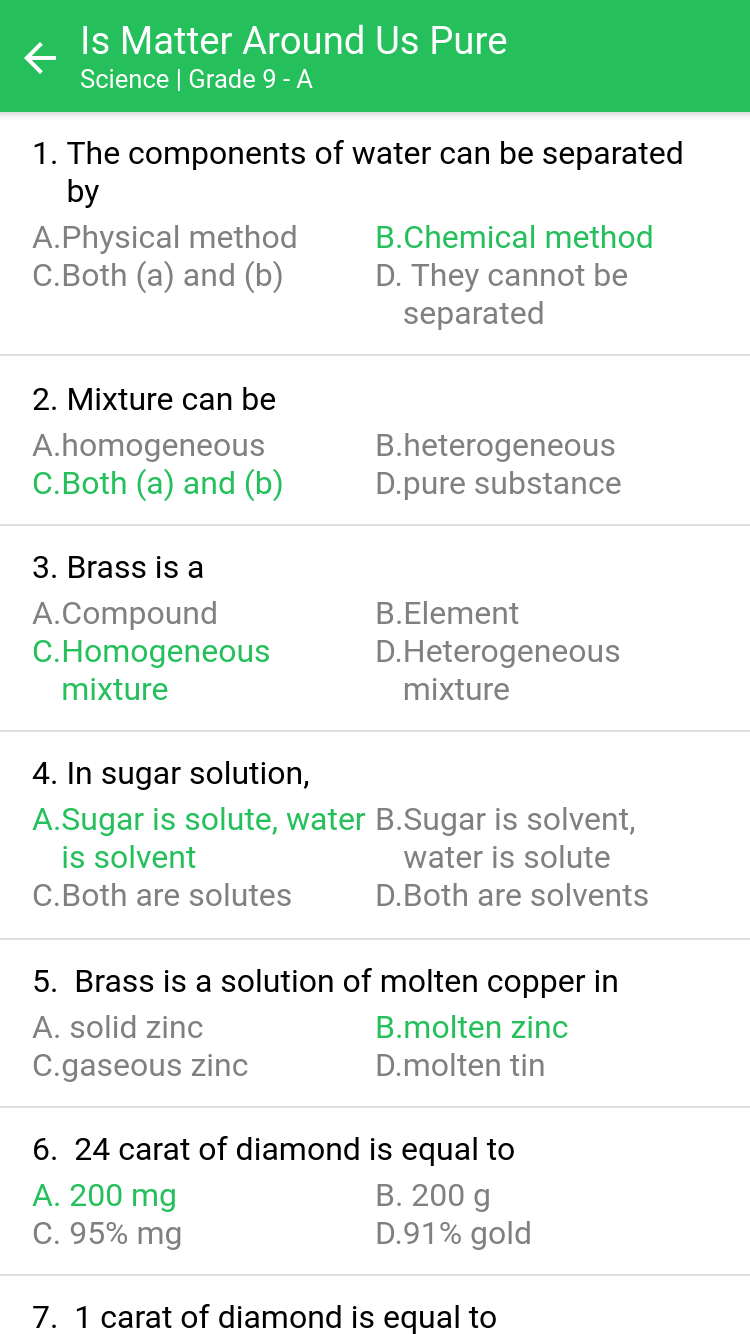 Is Matter Around Us Pure
Science | Grade 9 - A
1. The components of water can be separated
by
A.Physical method B.Chemical method
C.Both (a) and (b) D. They cannot be
separated
2. Mixture can be
A.homogeneous B.heterogeneous
C.Both (a) and (b) D.pure substance
3. Brass is a
A.Compound B.Element
C.Homogeneous D.Heterogeneous
mixture mixture
4. In sugar solution,
A.Sugar is solute, water B.Sugar is solvent,
is solvent water is solute
C.Both are solutes D.Both are solvents
5. Brass is a solution of molten copper in
A. solid zinc B.molten zinc
C.gaseous zinc D.molten tin
6. 24 carat of diamond is equal to
A. 200 mg B. 200 g
C. 95% mg D.91% gold
7. 1 carat of diamond is equal to